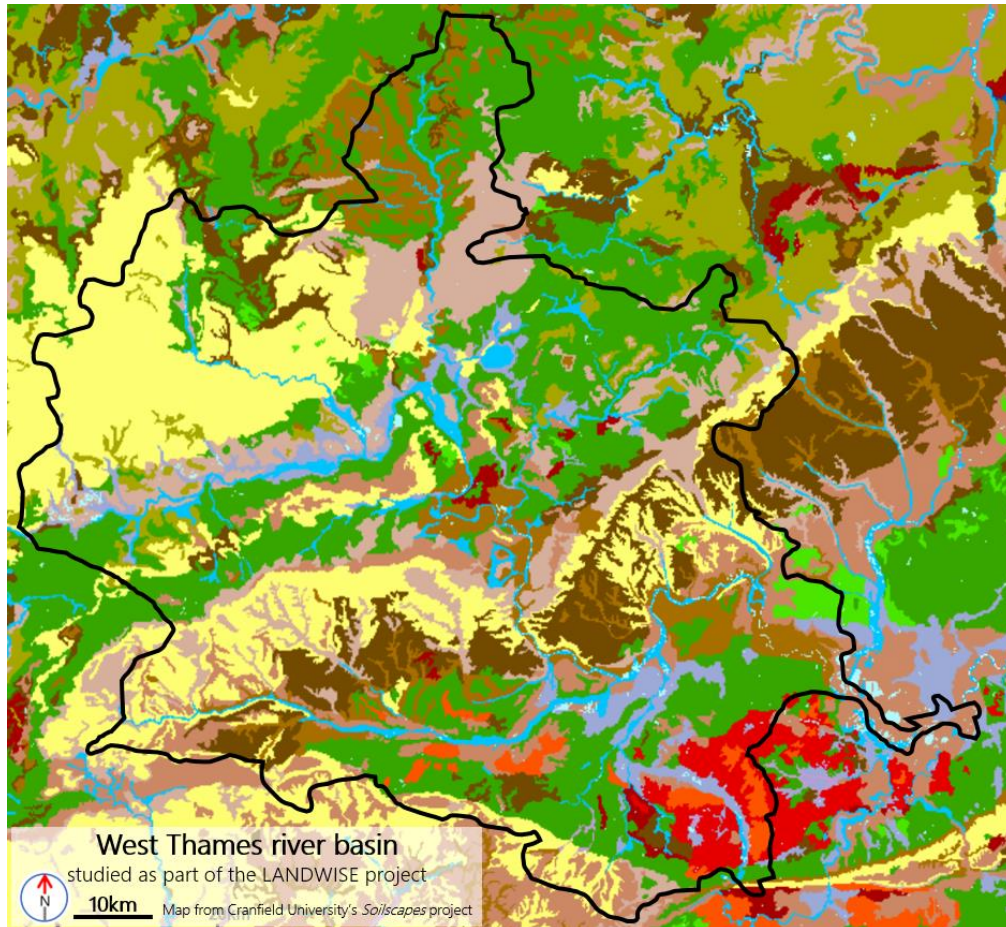 West Thames river basin
studied as part of the LANDWISE project
N
10km
Map from Cranfield University's Soilscapes project